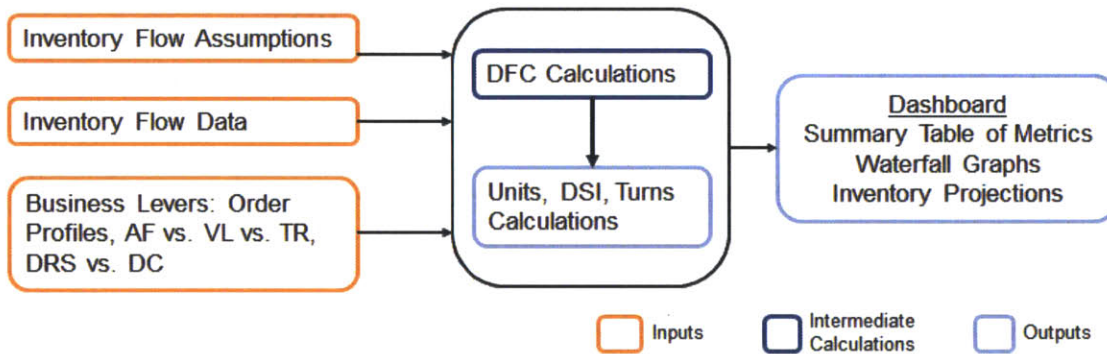 Inventory Flow Assumptions
Inventory Flow Data
Business Levers: Order
Profiles, AF vs. VL vs. TR,
DRS vs. DC
DFC Calculations
Units, DSI, Turns
Calculations
Dashboard
Summary Table of Metrics
Waterfall Graphs
Inventory Projections
Inputs
Intermediate
Calculations
Outputs